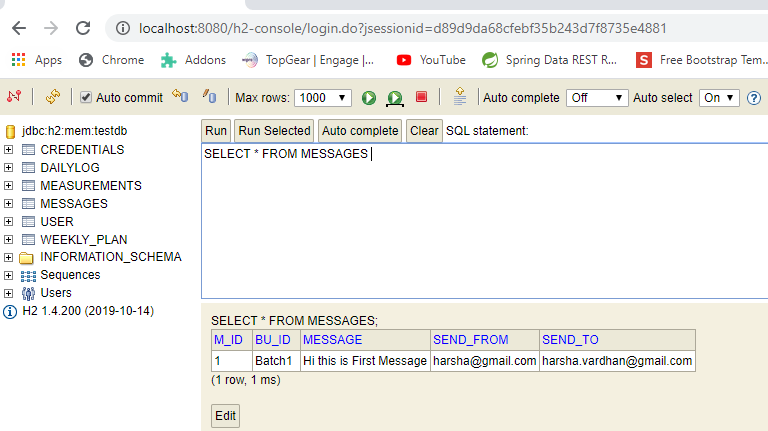 localhost:8080/h2-console/login.do?jsessionid=d89d9da68cfebf35b243d7f8735e4881
Apps Chrome Addons TopGear | Engage |... YouTube Spring Data REST R... S Free Bootstrap Tem...
Auto commit Max rows: 1000 Auto complete Off Auto select On ?
jdbc:h2:mem:testdb
CREDENTIALS
DAILYLOG
MEASUREMENTS
MESSAGES
USER
WEEKLY_PLAN
INFORMATION_SCHEMA
Sequences
Users
H2 1.4.200 (2019-10-14)
Run Run Selected Auto complete Clear SQL statement:
SELECT * FROM MESSAGES
SELECT * FROM MESSAGES;
M_ID BU_ID MESSAGE SEND_FROM SEND_TO
1 Batch1 Hi this is First Message harsha@gmail.com harsha.vardhan@gmail.com
(1 row, 1 ms)
Edit